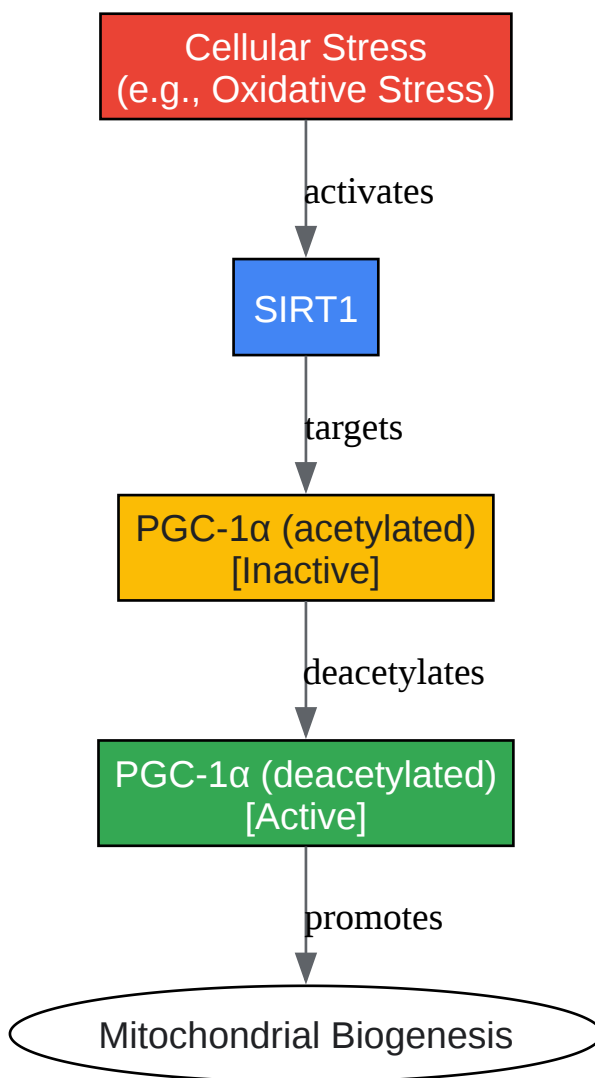 Cellular Stress
(e.g., Oxidative Stress)
activates
SIRT1
targets
PGC-1α (acetylated)
[Inactive]
deacetylates
PGC-1α (deacetylated)
[Active]
promotes
Mitochondrial Biogenesis